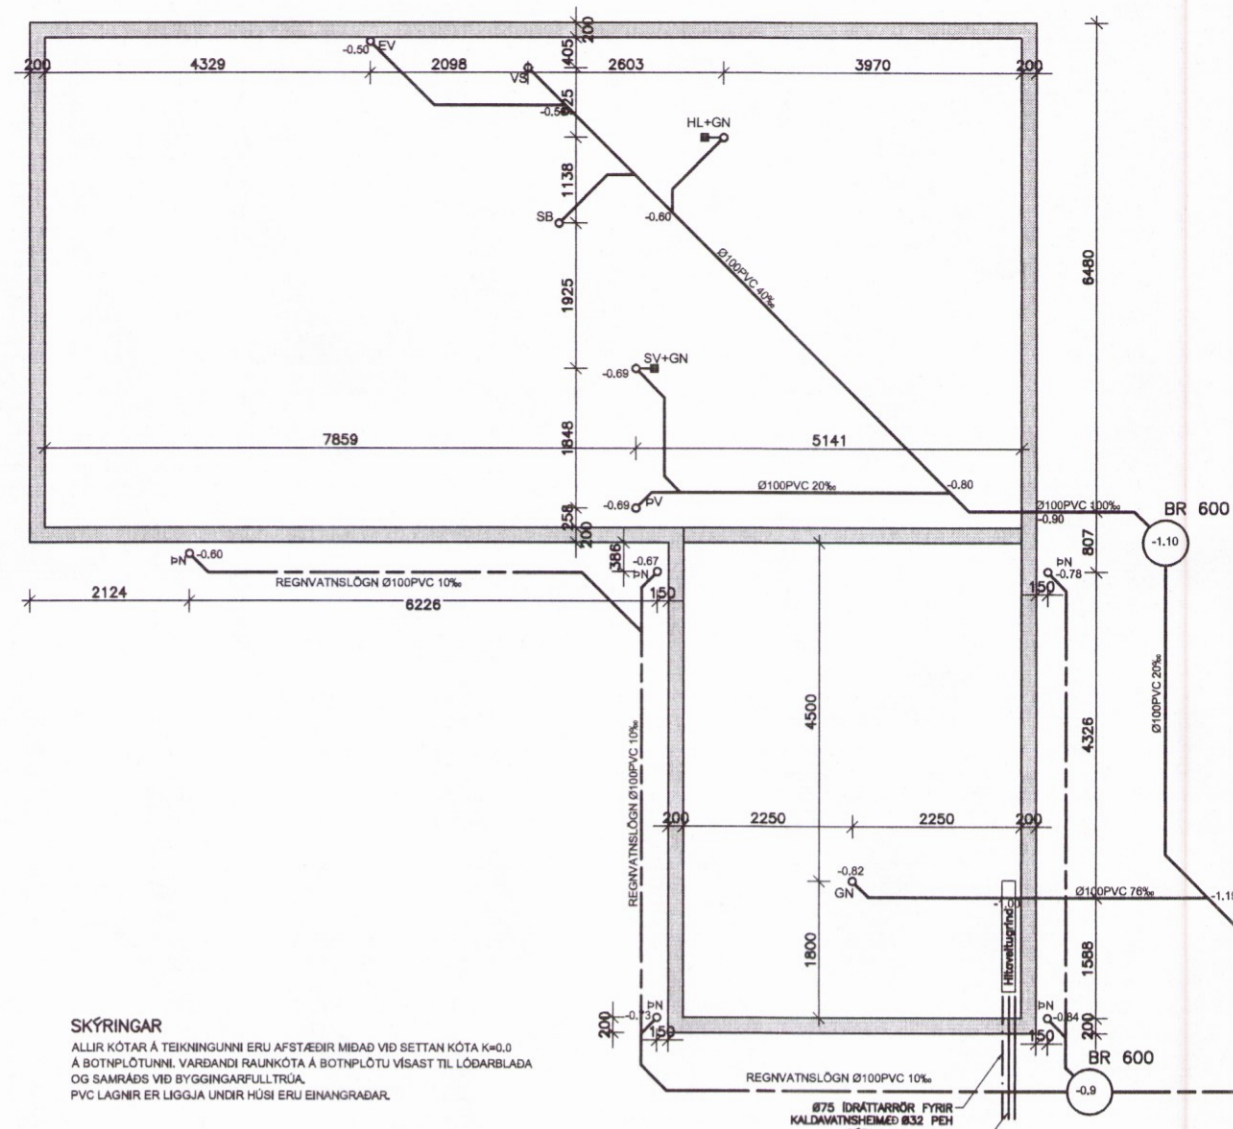 200
-0.50 EV
200 4329 2098 405 2603 3970 200
VS
325
HL+GN
1138
SB
-0.60
6480
Ø100PVC 40‰
1925
SV+GN
-0.69
7859 1848 5141
Ø100PVC 20‰ -0.80
-0.69 ÞV
258
Ø100PVC 100‰ BR 600
-0.90
200
-1.10
807
ÞN -0.60
386
-0.67
ÞN
ÞN
-0.78
REGNVATNSLÖGN Ø100PVC 10‰
2124 6226 150 150
Ø100PVC 20‰
4500
4326
REGNVATNSLÖGN Ø100PVC 10‰
200 2250 2250 200
-0.82
GN
Ø100PVC 76‰
-1.00
Hitaveitugrind
1800
1588
ÞN
ÞN
-0.84
200 150 150 200
SKÝRINGAR
ALLIR KÓTAR Á TEIKNINGUNNI ERU AFSTÆÐIR MIÐAÐ VIÐ SETTAN KÓTA K=0.0
Á BOTNPLÖTUNNI. VARÐANDI RAUNKÓTA Á BOTNPLÖTU VÍSAST TIL LÓÐARBLAÐA
OG SAMRÁÐS VIÐ BYGGINGARFULLTRÚA.
PVC LAGNIR ER LIGGJA UNDIR HÚSI ERU EINANGRAÐAR.
BR 600
-0.9
REGNVATNSLÖGN Ø100PVC 10‰
Ø75 ÍDRÁTTARRÖR FYRIR
KALDAVATNSHEIMÆÐ Ø32 PEH